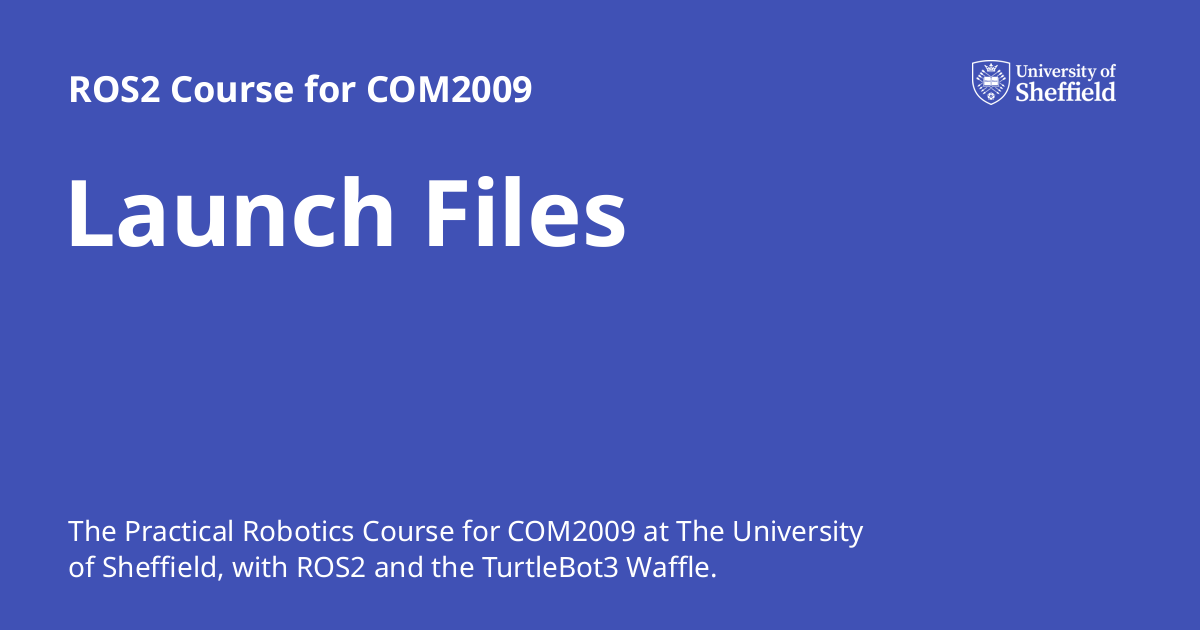 ROS2 Course for COM2009
University of
Sheffield
Launch Files
The Practical Robotics Course for COM2009 at The University
of Sheffield, with ROS2 and the TurtleBot3 Waffle.